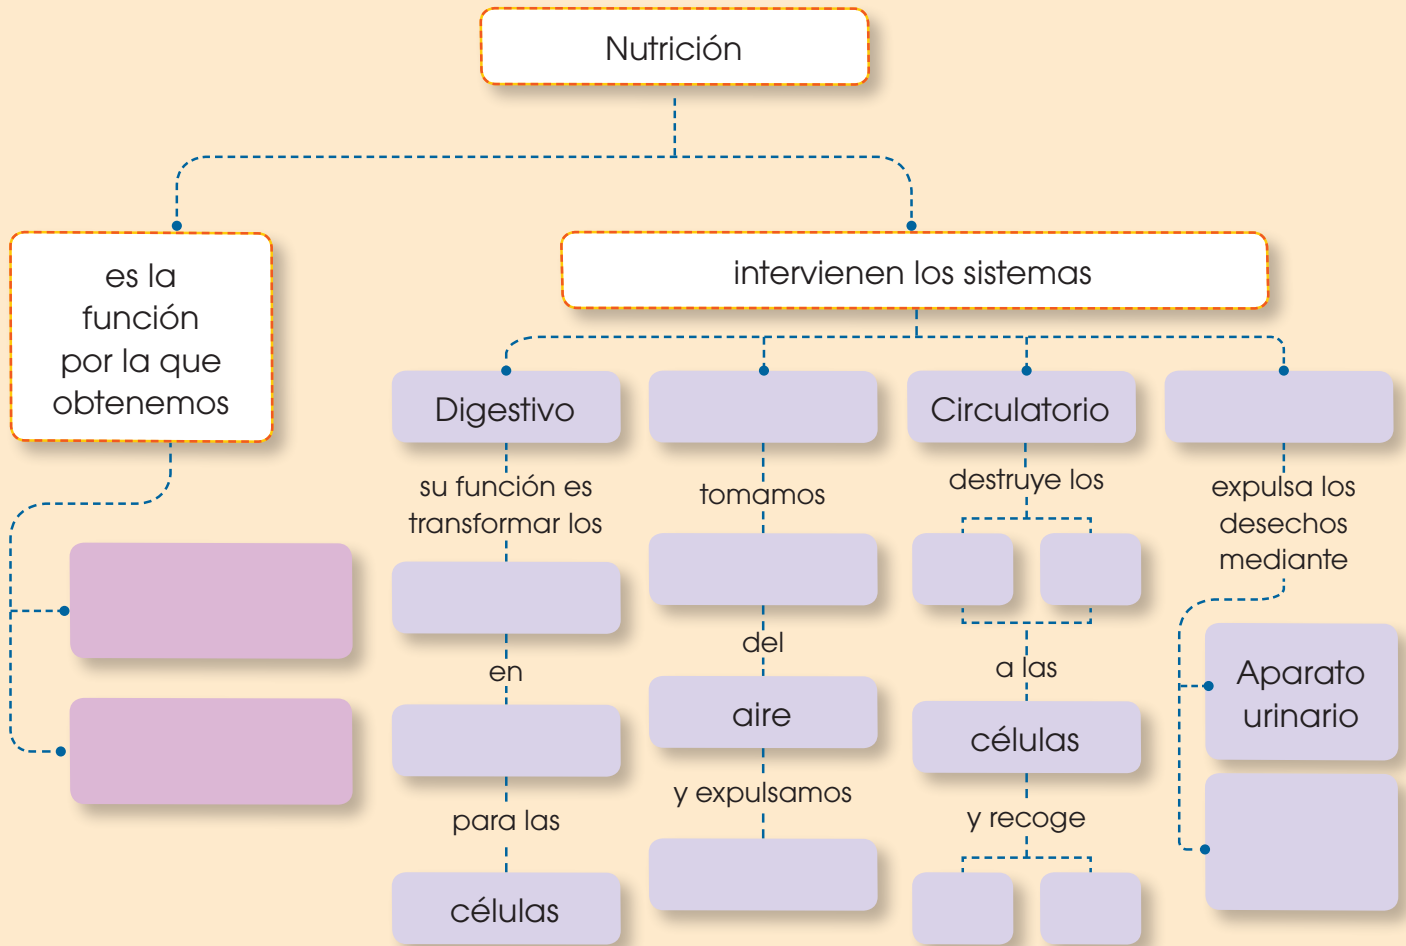 Nutrición
es la
función
por la que
obtenemos
intervienen los sistemas
Digestivo
su función es
transformar los
en
para las
células
tomamos
del
aire
y expulsamos
Circulatorio
destruye los
a las
células
y recoge
expulsa los
desechos
mediante
Aparato
urinario